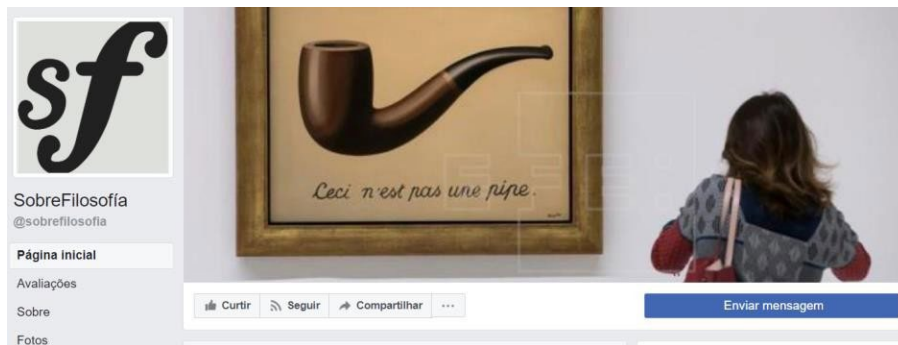 sf
SobreFilosofía
@sobrefilosofia
Página inicial
Avaliações
Sobre
Fotos
Ceci n'est pas une pipe.
Curtir Seguir Compartilhar ...
Enviar mensagem